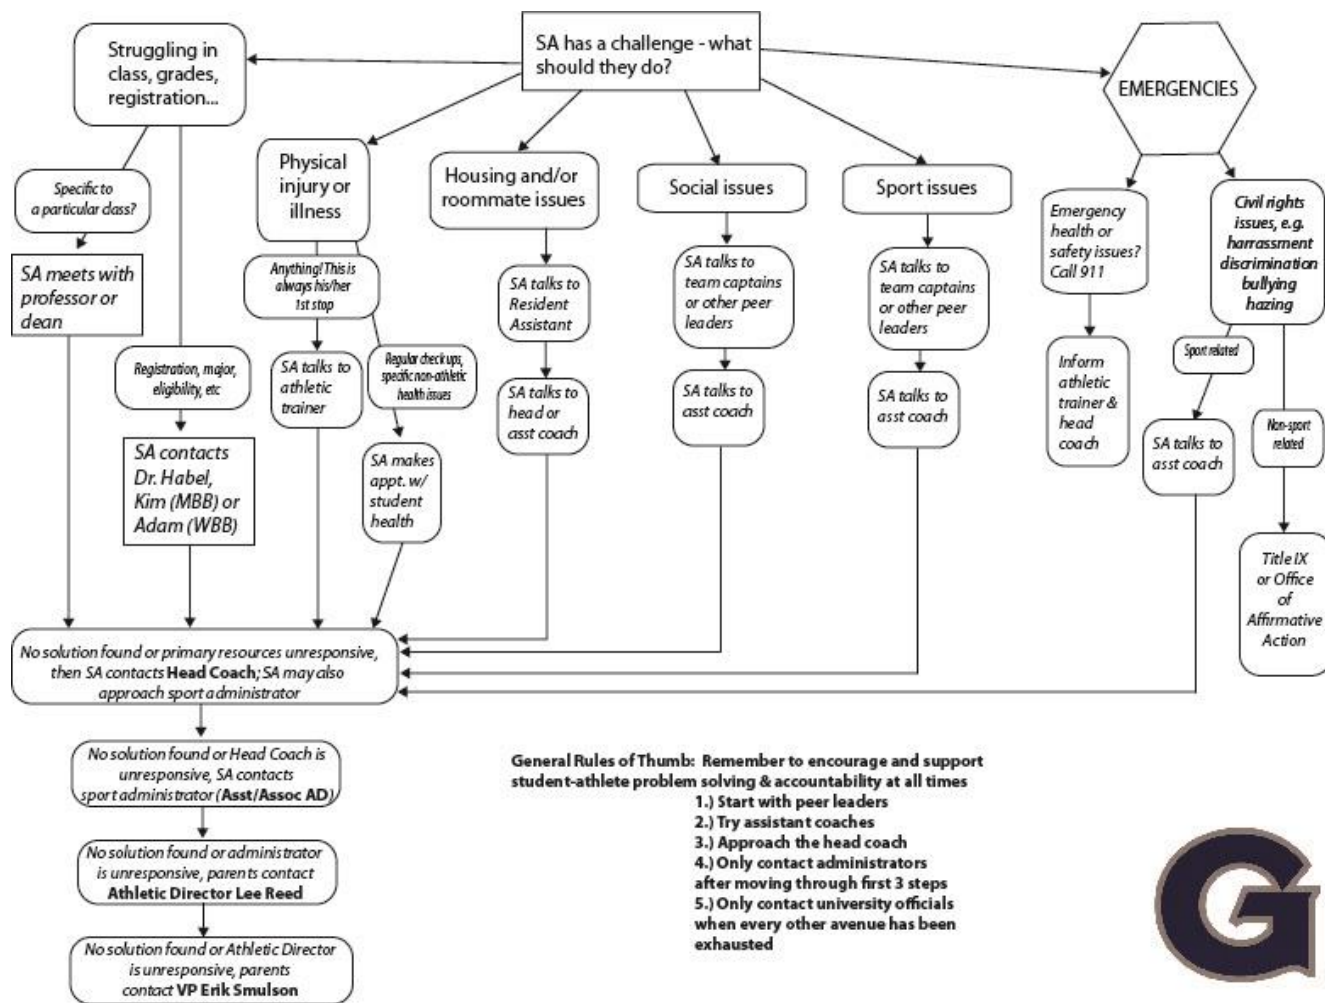 SA has a challenge - what
should they do?
Struggling in
class, grades,
registration...
EMERGENCIES
Physical
injury or
illness
Housing and/or
roommate issues
Social issues
Sport issues
Specific to
a particular class?
Emergency
health or
safety issues?
Call 911
Civil rights
issues, e.g.
harrassment
discrimination
bullying
hazing
SA meets with
professor or
dean
Anything! This is
always his/her
1st stop
SA talks to
Resident
Assistant
SA talks to
team captains
or other peer
leaders
SA talks to
team captains
or other peer
leaders
Registration, major,
eligibility, etc
SA talks to
athletic
trainer
Regular check ups,
specific non-athletic
health issues
SA talks to
head or
asst coach
SA talks to
asst coach
SA talks to
asst coach
Inform
athletic
trainer &
head
coach
Sport related
SA talks to
asst coach
Non-sport
related
SA contacts
Dr. Habel,
Kim (MBB) or
Adam (WBB)
SA makes
appt. w/
student
health
Title IX
or Office
of
Affirmative
Action
No solution found or primary resources unresponsive,
then SA contacts Head Coach; SA may also
approach sport administrator
No solution found or Head Coach is
unresponsive, SA contacts
sport administrator (Asst/Assoc AD)
No solution found or administrator
is unresponsive, parents contact
Athletic Director Lee Reed
No solution found or Athletic Director
is unresponsive, parents
contact VP Erik Smulson
General Rules of Thumb: Remember to encourage and support
student-athlete problem solving & accountability at all times
1.) Start with peer leaders
2.) Try assistant coaches
3.) Approach the head coach
4.) Only contact administrators
after moving through first 3 steps
5.) Only contact university officials
when every other avenue has been
exhausted
G